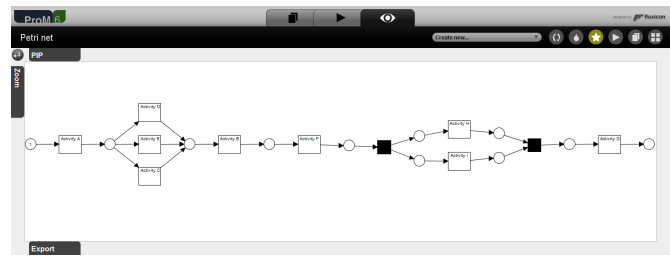 ProM 6
designed by fluxicon
Petri net
Create new...
PIP
Zoom
Activity D
Activity H
1
Activity A
Activity E
Activity B
Activity F
Activity G
Activity I
Activity C
Export